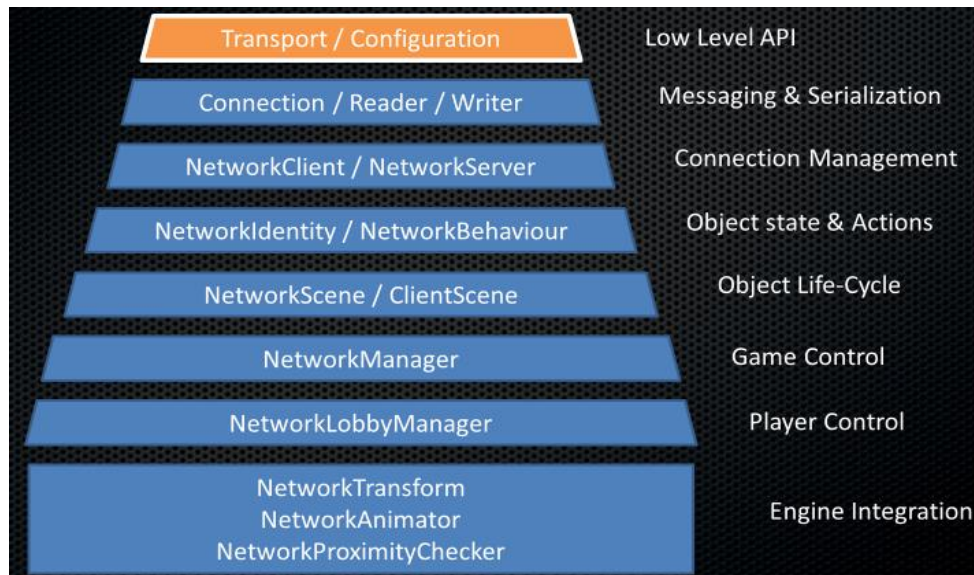 Transport / Configuration
Low Level API
Connection / Reader / Writer
Messaging & Serialization
NetworkClient / NetworkServer
Connection Management
NetworkIdentity / NetworkBehaviour
Object state & Actions
NetworkScene / ClientScene
Object Life-Cycle
NetworkManager
Game Control
NetworkLobbyManager
Player Control
NetworkTransform
NetworkAnimator
NetworkProximityChecker
Engine Integration